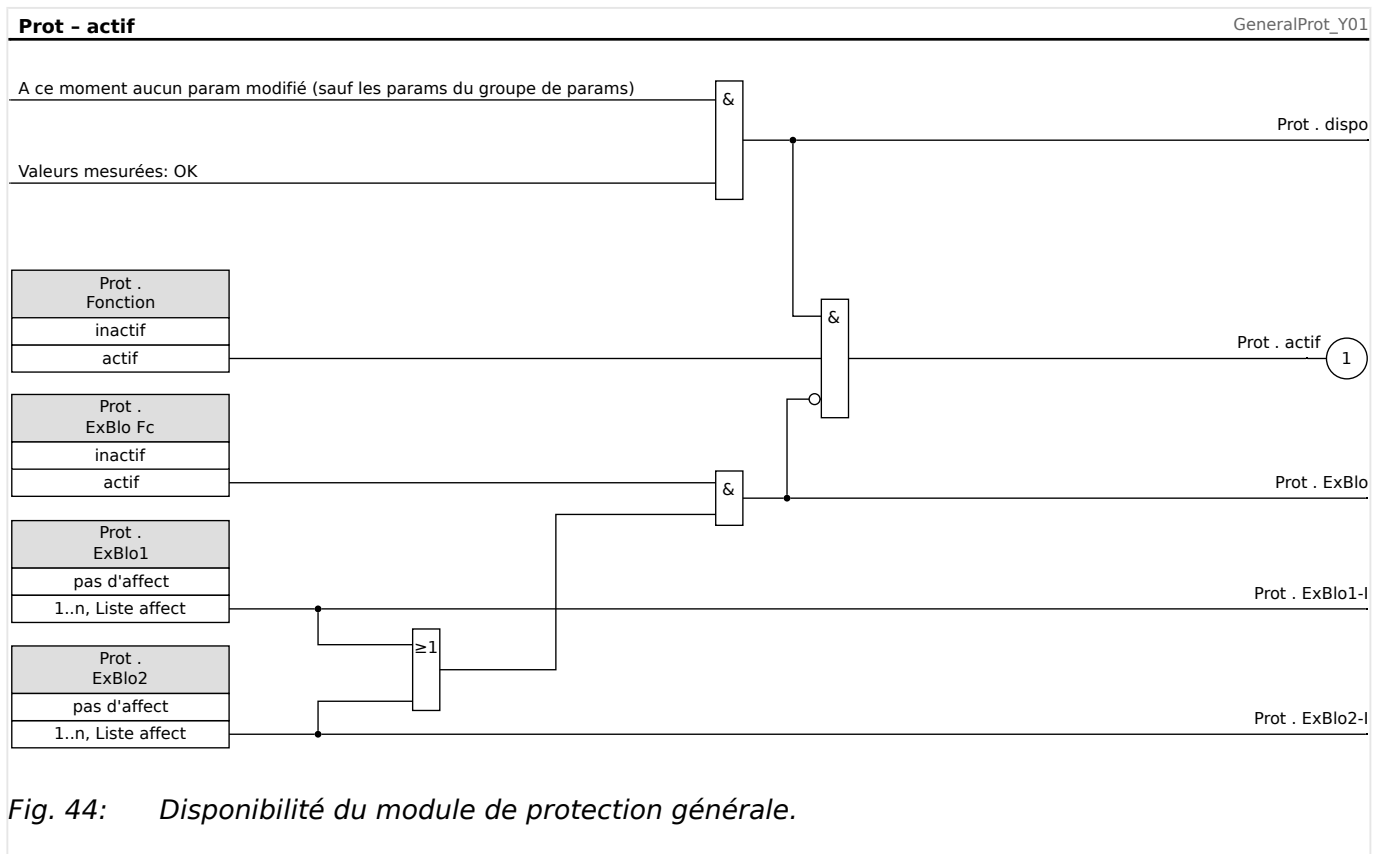 Prot – actif
GeneralProt_Y01
A ce moment aucun param modifié (sauf les params du groupe de params)
&
Prot . dispo
Valeurs mesurées: OK
Prot .
Fonction
inactif
actif
&
Prot . actif
1
Prot .
ExBlo Fc
inactif
actif
&
Prot . ExBlo
Prot .
ExBlo1
pas d'affect
1..n, Liste affect
Prot . ExBlo1-I
≥1
Prot .
ExBlo2
pas d'affect
1..n, Liste affect
Prot . ExBlo2-I
Fig. 44: Disponibilité du module de protection générale.